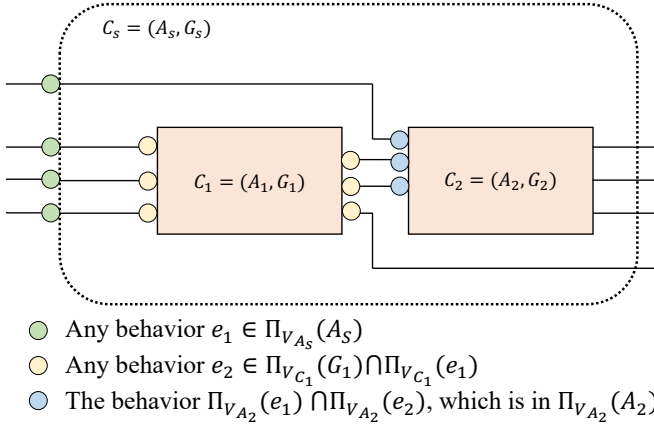 C_s = (A_s, G_s)
C_1 = (A_1, G_1)
C_2 = (A_2, G_2)
Any behavior e_1 ∈ Π_{V_{A_s}}(A_S)
Any behavior e_2 ∈ Π_{V_{C_1}}(G_1)⋂Π_{V_{C_1}}(e_1)
The behavior Π_{V_{A_2}}(e_1) ⋂Π_{V_{A_2}}(e_2), which is in Π_{V_{A_2}}(A_2)